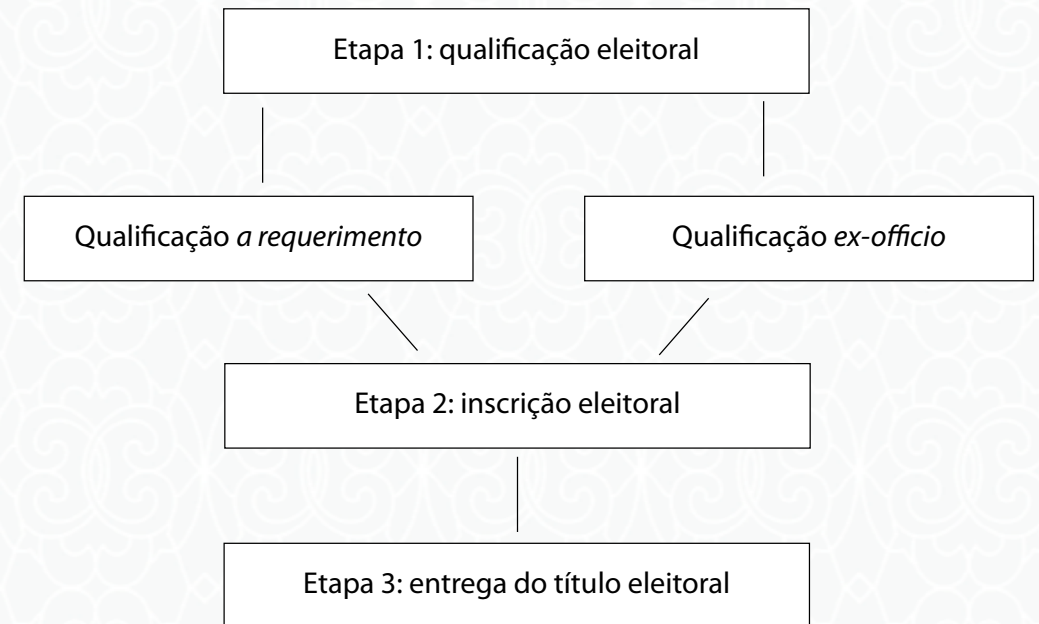 Etapa 1: qualificação eleitoral
Qualificação a requerimento
Qualificação ex-officio
Etapa 2: inscrição eleitoral
Etapa 3: entrega do título eleitoral